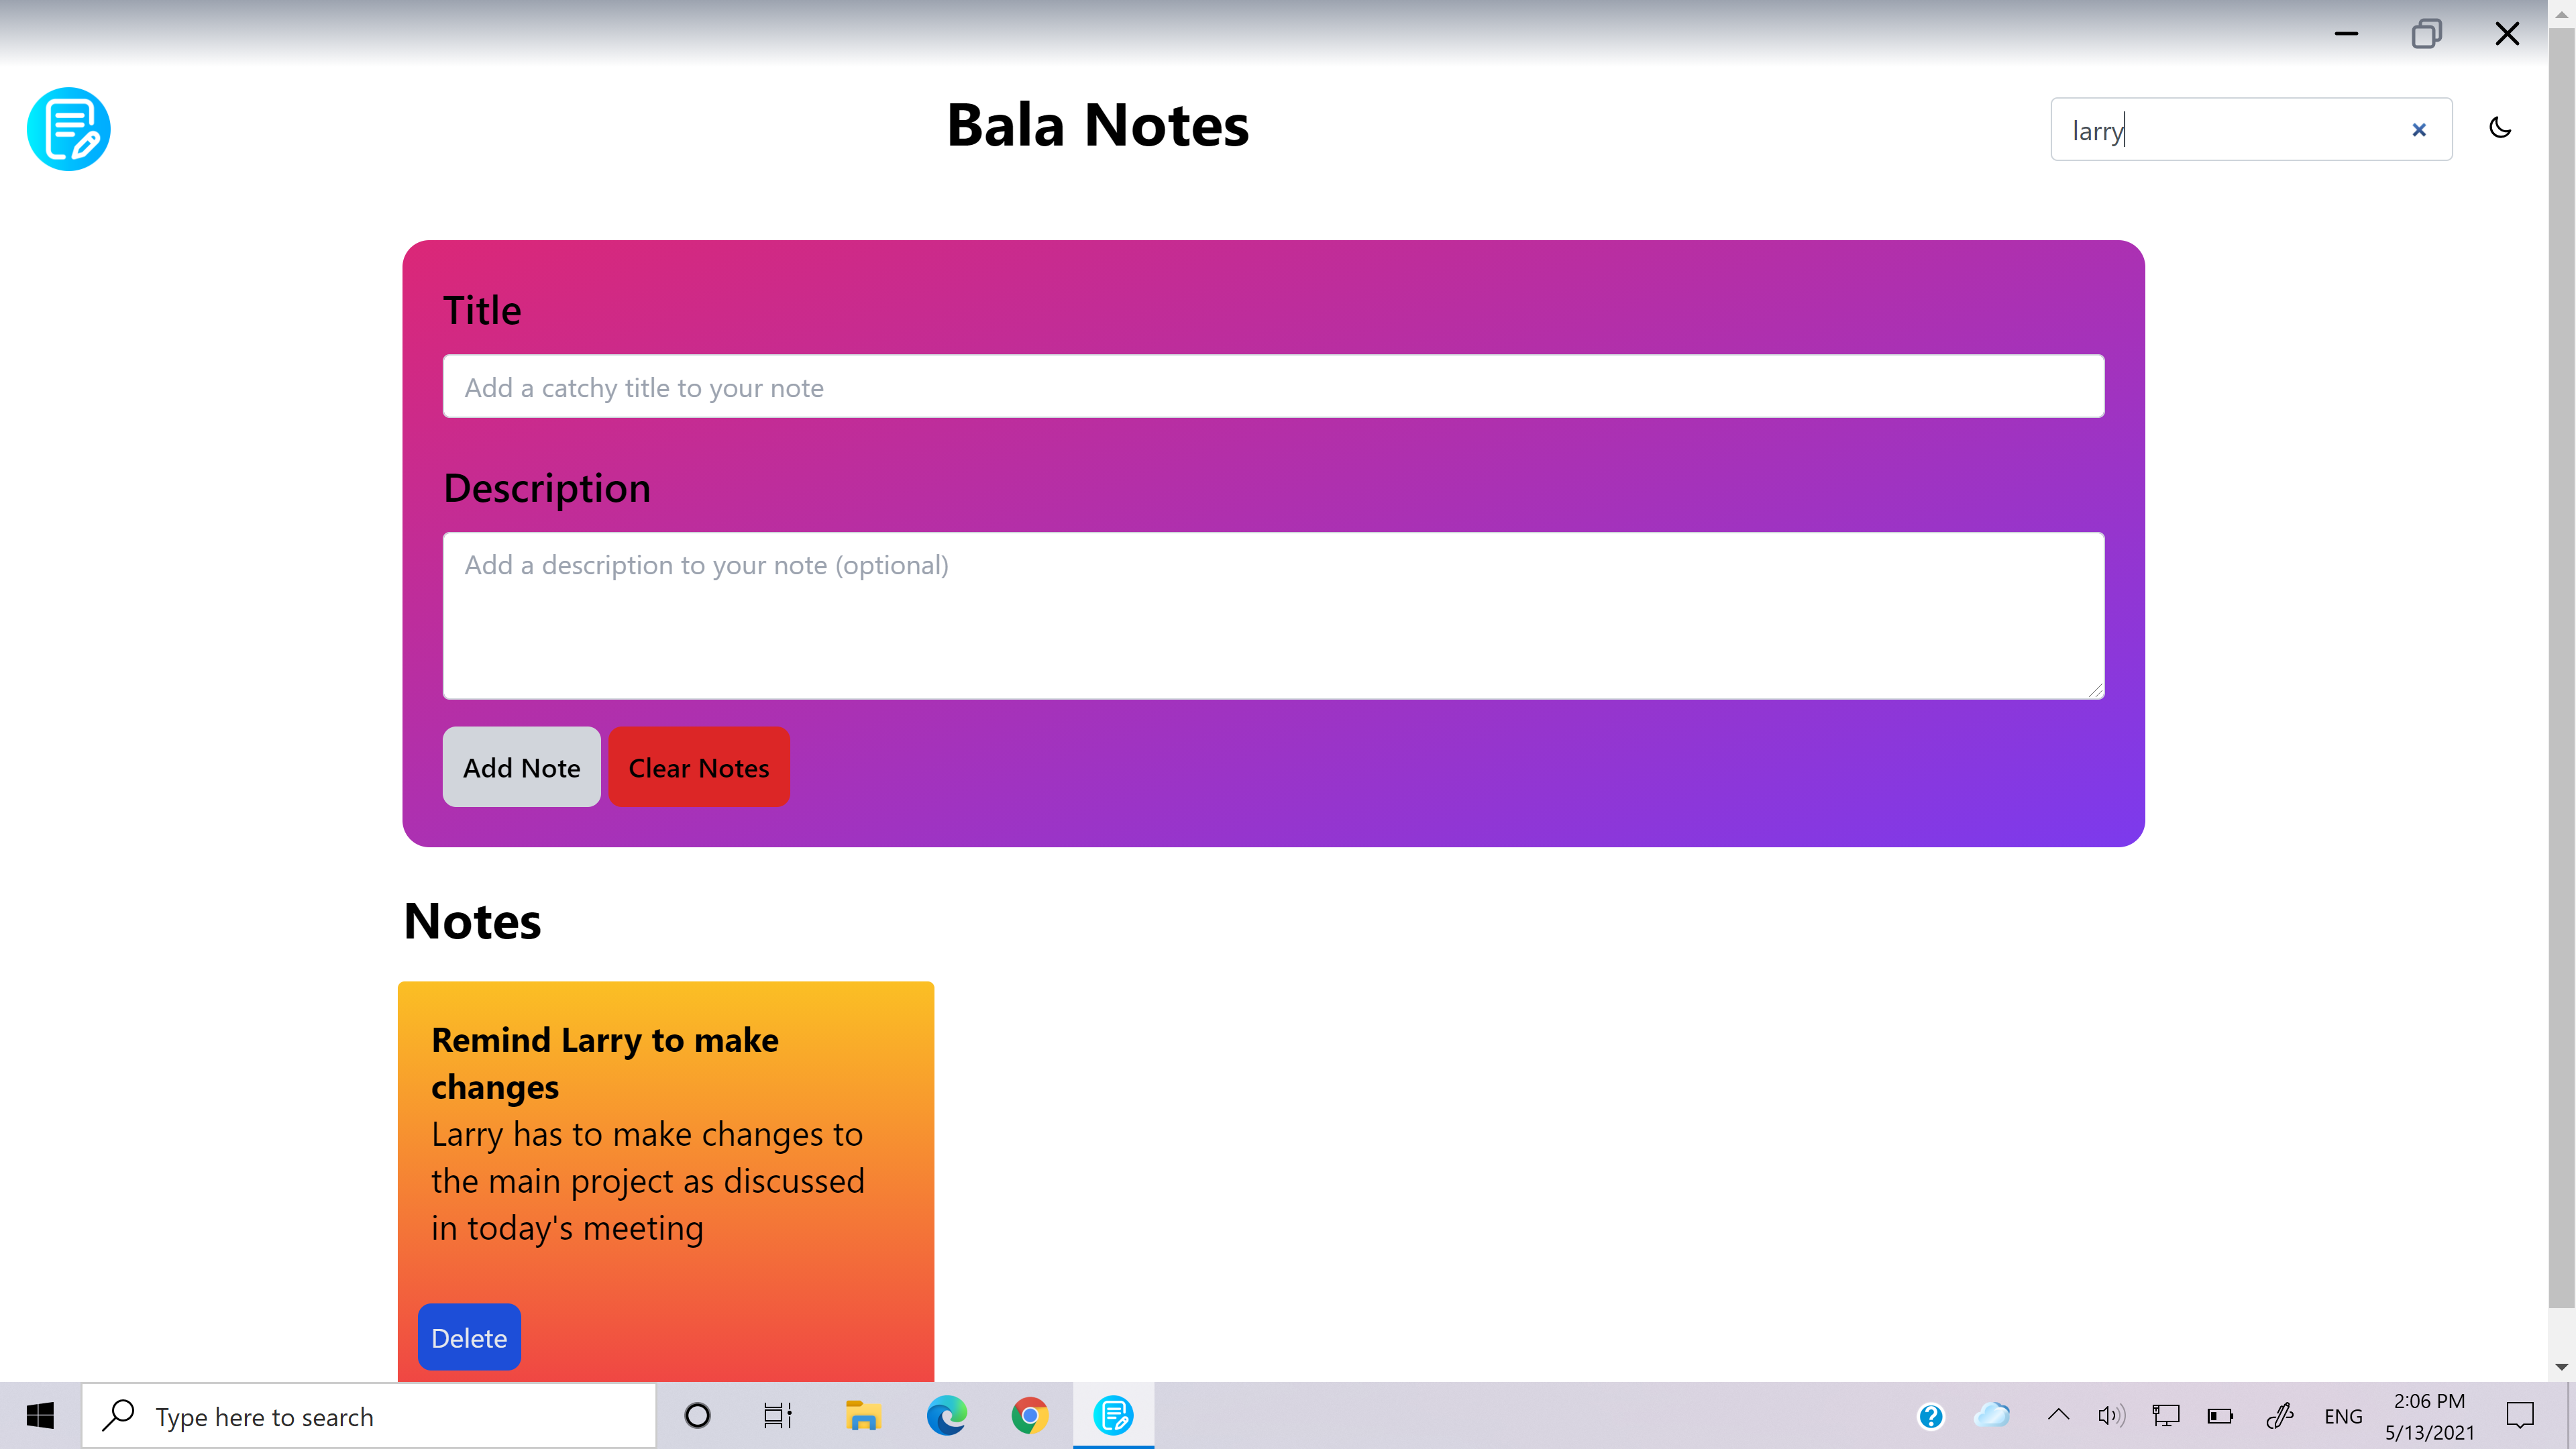 Bala Notes
larry
Title
Add a catchy title to your note
Description
Add a description to your note (optional)
Add Note
Clear Notes
Notes
Remind Larry to make
changes
Larry has to make changes to
the main project as discussed
in today's meeting
Delete
Type here to search
ENG
2:06 PM
5/13/2021